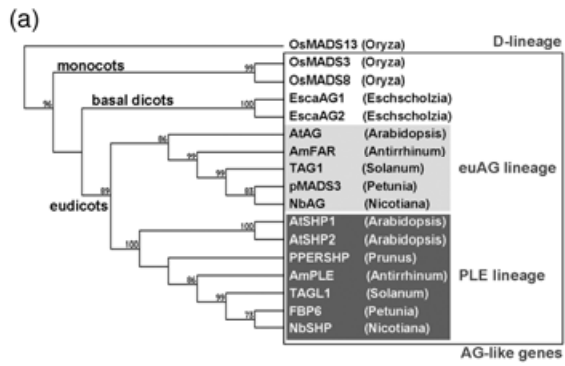 (a)
OsMADS13 (Oryza) D-lineage
monocots
99
OsMADS3 (Oryza)
OsMADS8 (Oryza)
96
basal dicots
100
EscaAG1 (Eschscholzia)
EscaAG2 (Eschscholzia)
86
AtAG (Arabidopsis)
99
AmFAR (Antirrhinum)
99
TAG1 (Solanum) euAG lineage
83
pMADS3 (Petunia)
NbAG (Nicotiana)
89
eudicots
100
AtSHP1 (Arabidopsis)
AtSHP2 (Arabidopsis)
100
PPERSHP (Prunus)
86
AmPLE (Antirrhinum) PLE lineage
99
TAGL1 (Solanum)
73
FBP6 (Petunia)
NbSHP (Nicotiana)
AG-like genes